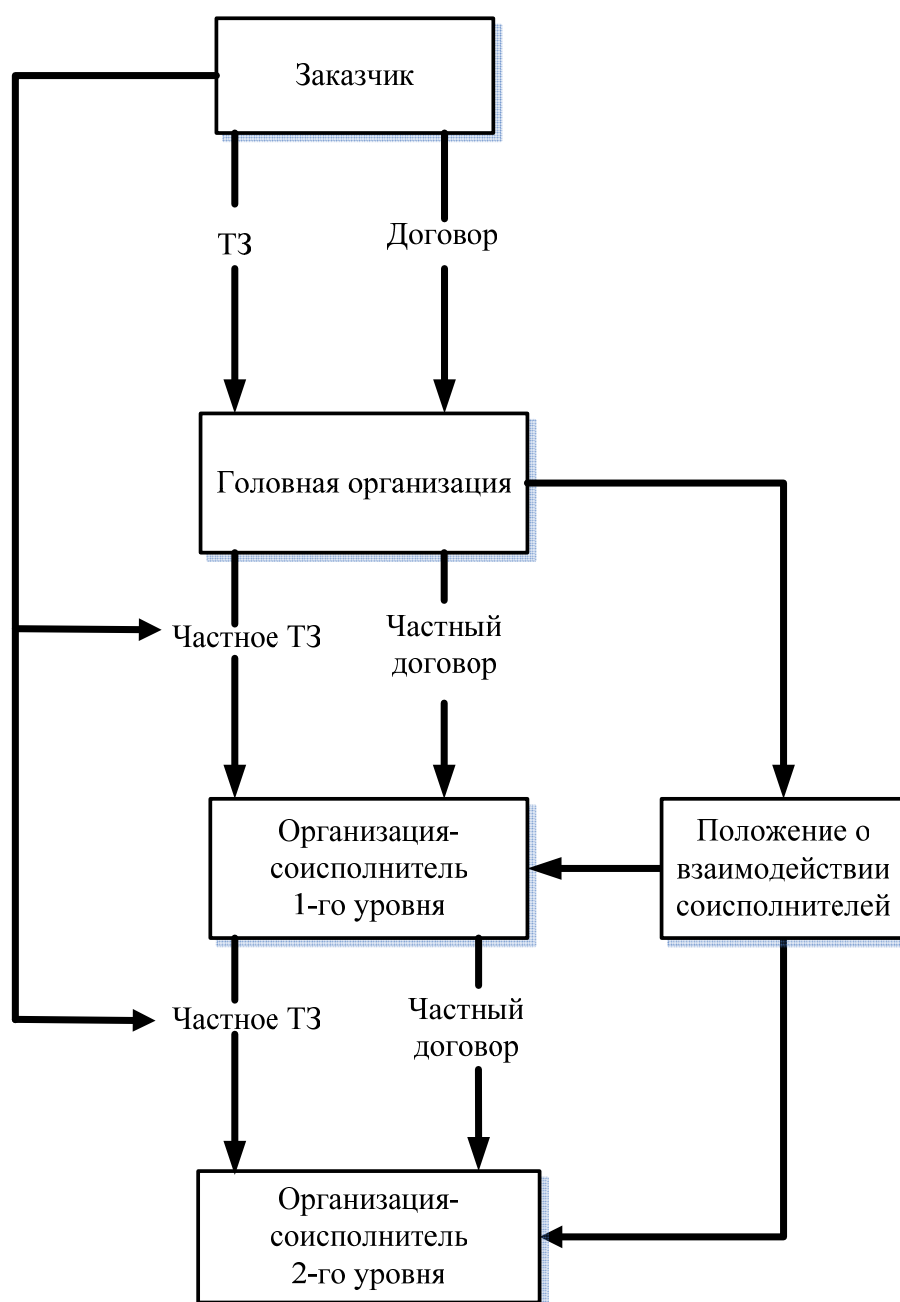 Заказчик
ТЗ
Договор
Головная организация
Частное ТЗ
Частный
договор
Организация-
соисполнитель
1-го уровня
Положение о
взаимодействии
соисполнителей
Частное ТЗ
Частный
договор
Организация-
соисполнитель
2-го уровня